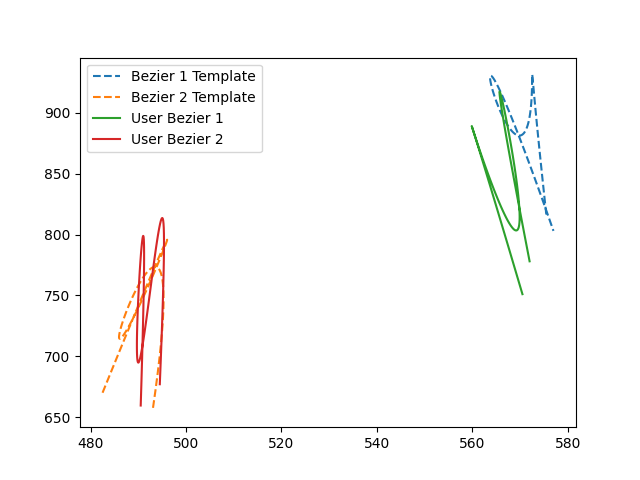 Bezier 1 Template
Bezier 2 Template
User Bezier 1
User Bezier 2
900
850
800
750
700
650
480 500 520 540 560 580